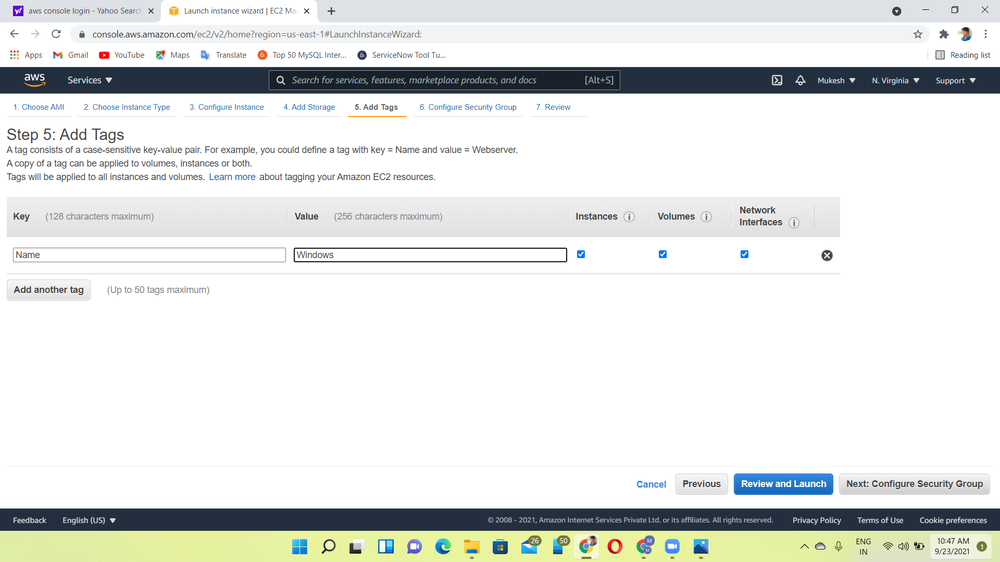 aws console login - Yahoo Search
Launch instance wizard | EC2 Ma
console.aws.amazon.com/ec2/v2/home?region=us-east-1#LaunchInstanceWizard:
Apps
Gmail
YouTube
Maps
Translate
Top 50 MySQL Inter...
ServiceNow Tool Tu...
Reading list
aws
Services
Search for services, features, marketplace products, and docs
[Alt+S]
Mukesh
N. Virginia
Support
1. Choose AMI
2. Choose Instance Type
3. Configure Instance
4. Add Storage
5. Add Tags
6. Configure Security Group
7. Review
Step 5: Add Tags
A tag consists of a case-sensitive key-value pair. For example, you could define a tag with key = Name and value = Webserver.
A copy of a tag can be applied to volumes, instances or both.
Tags will be applied to all instances and volumes. Learn more about tagging your Amazon EC2 resources.
Key (128 characters maximum)
Value (256 characters maximum)
Instances
Volumes
Network
Interfaces
Name
Windows
Add another tag
(Up to 50 tags maximum)
Cancel
Previous
Review and Launch
Next: Configure Security Group
Feedback
English (US)
© 2008 - 2021, Amazon Internet Services Private Ltd. or its affiliates. All rights reserved.
Privacy Policy
Terms of Use
Cookie preferences
26
50
M
M
ENG
IN
10:47 AM
9/23/2021
1